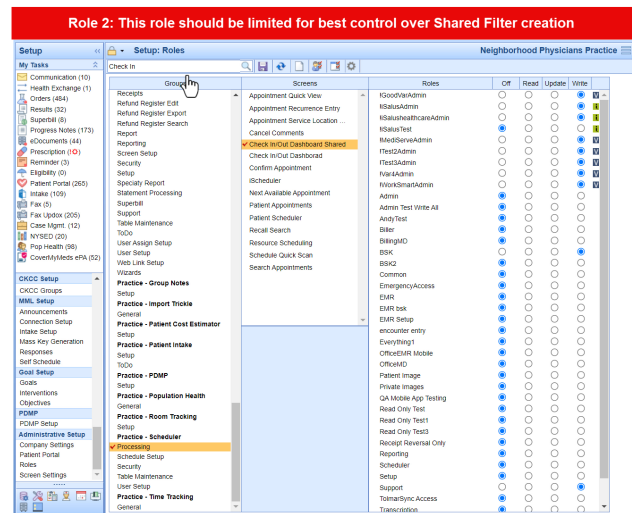 Role 2: This role should be limited for best control over Shared Filter creation
Setup
Setup: Roles
Neighborhood Physicians Practice
My Tasks
Communication (10)
Health Exchange (1)
Orders (484)
Results (32)
Superbill (8)
Progress Notes (173)
eDocuments (44)
Prescription (!O)
Reminder (3)
Eligibility (0)
Patient Portal (265)
Intake (109)
Fax (5)
Fax Updox (205)
Case Mgmt. (12)
NYSED (20)
Pop Health (98)
CoverMyMeds ePA (52)
CKCC Setup
CKCC Groups
MML Setup
Announcements
Connection Setup
Intake Setup
Mass Key Generation
Responses
Self Schedule
Goal Setup
Goals
Interventions
Objectives
PDMP
PDMP Setup
Administrative Setup
Company Settings
Patient Portal
Roles
Screen Settings
Check In
Groups
Receipts
Refund Register Edit
Refund Register Export
Refund Register Search
Report
Reporting
Screen Setup
Security
Setup
Specialty Report
Statement Processing
Superbill
Support
Table Maintenance
ToDo
User Assign Setup
User Setup
Web Link Setup
Wizards
Practice - Group Notes
Setup
Practice - Import Trickle
General
Practice - Patient Cost Estimator
Setup
Practice - Patient Intake
Setup
ToDo
Practice - PDMP
Setup
Practice - Population Health
General
Practice - Room Tracking
Setup
Practice - Scheduler
Processing
Schedule Setup
Security
Table Maintenance
User Setup
Practice - Time Tracking
General
Screens
Appointment Quick View
Appointment Recurrence Entry
Appointment Service Location ...
Cancel Comments
Check In/Out Dashboard Shared
Check In/Out Dashborad
Confirm Appointment
iScheduler
Next Available Appointment
Patient Appointments
Patient Scheduler
Recall Search
Resource Scheduling
Schedule Quick Scan
Search Appointments
Roles Off Read Update Write
!GoodVarAdmin
!iSalusAdmin
!iSalushealthcareAdmin
!iSalusTest
!MediServeAdmin
!Test2Admin
!Test3Admin
!Var4Admin
!WorkSmartAdmin
Admin
Admin Test Write All
AndyTest
Biller
BillingMD
BSK
BSK2
Common
EmergencyAccess
EMR
EMR bsk
EMR Setup
encounter entry
Everything1
OfficeEMR Mobile
OfficeMD
Patient Image
Private Images
QA Mobile App Testing
Read Only Test
Read Only Test1
Read Only Test3
Receipt Reversal Only
Reporting
Scheduler
Setup
Support
TolmarSync Access
Transcription